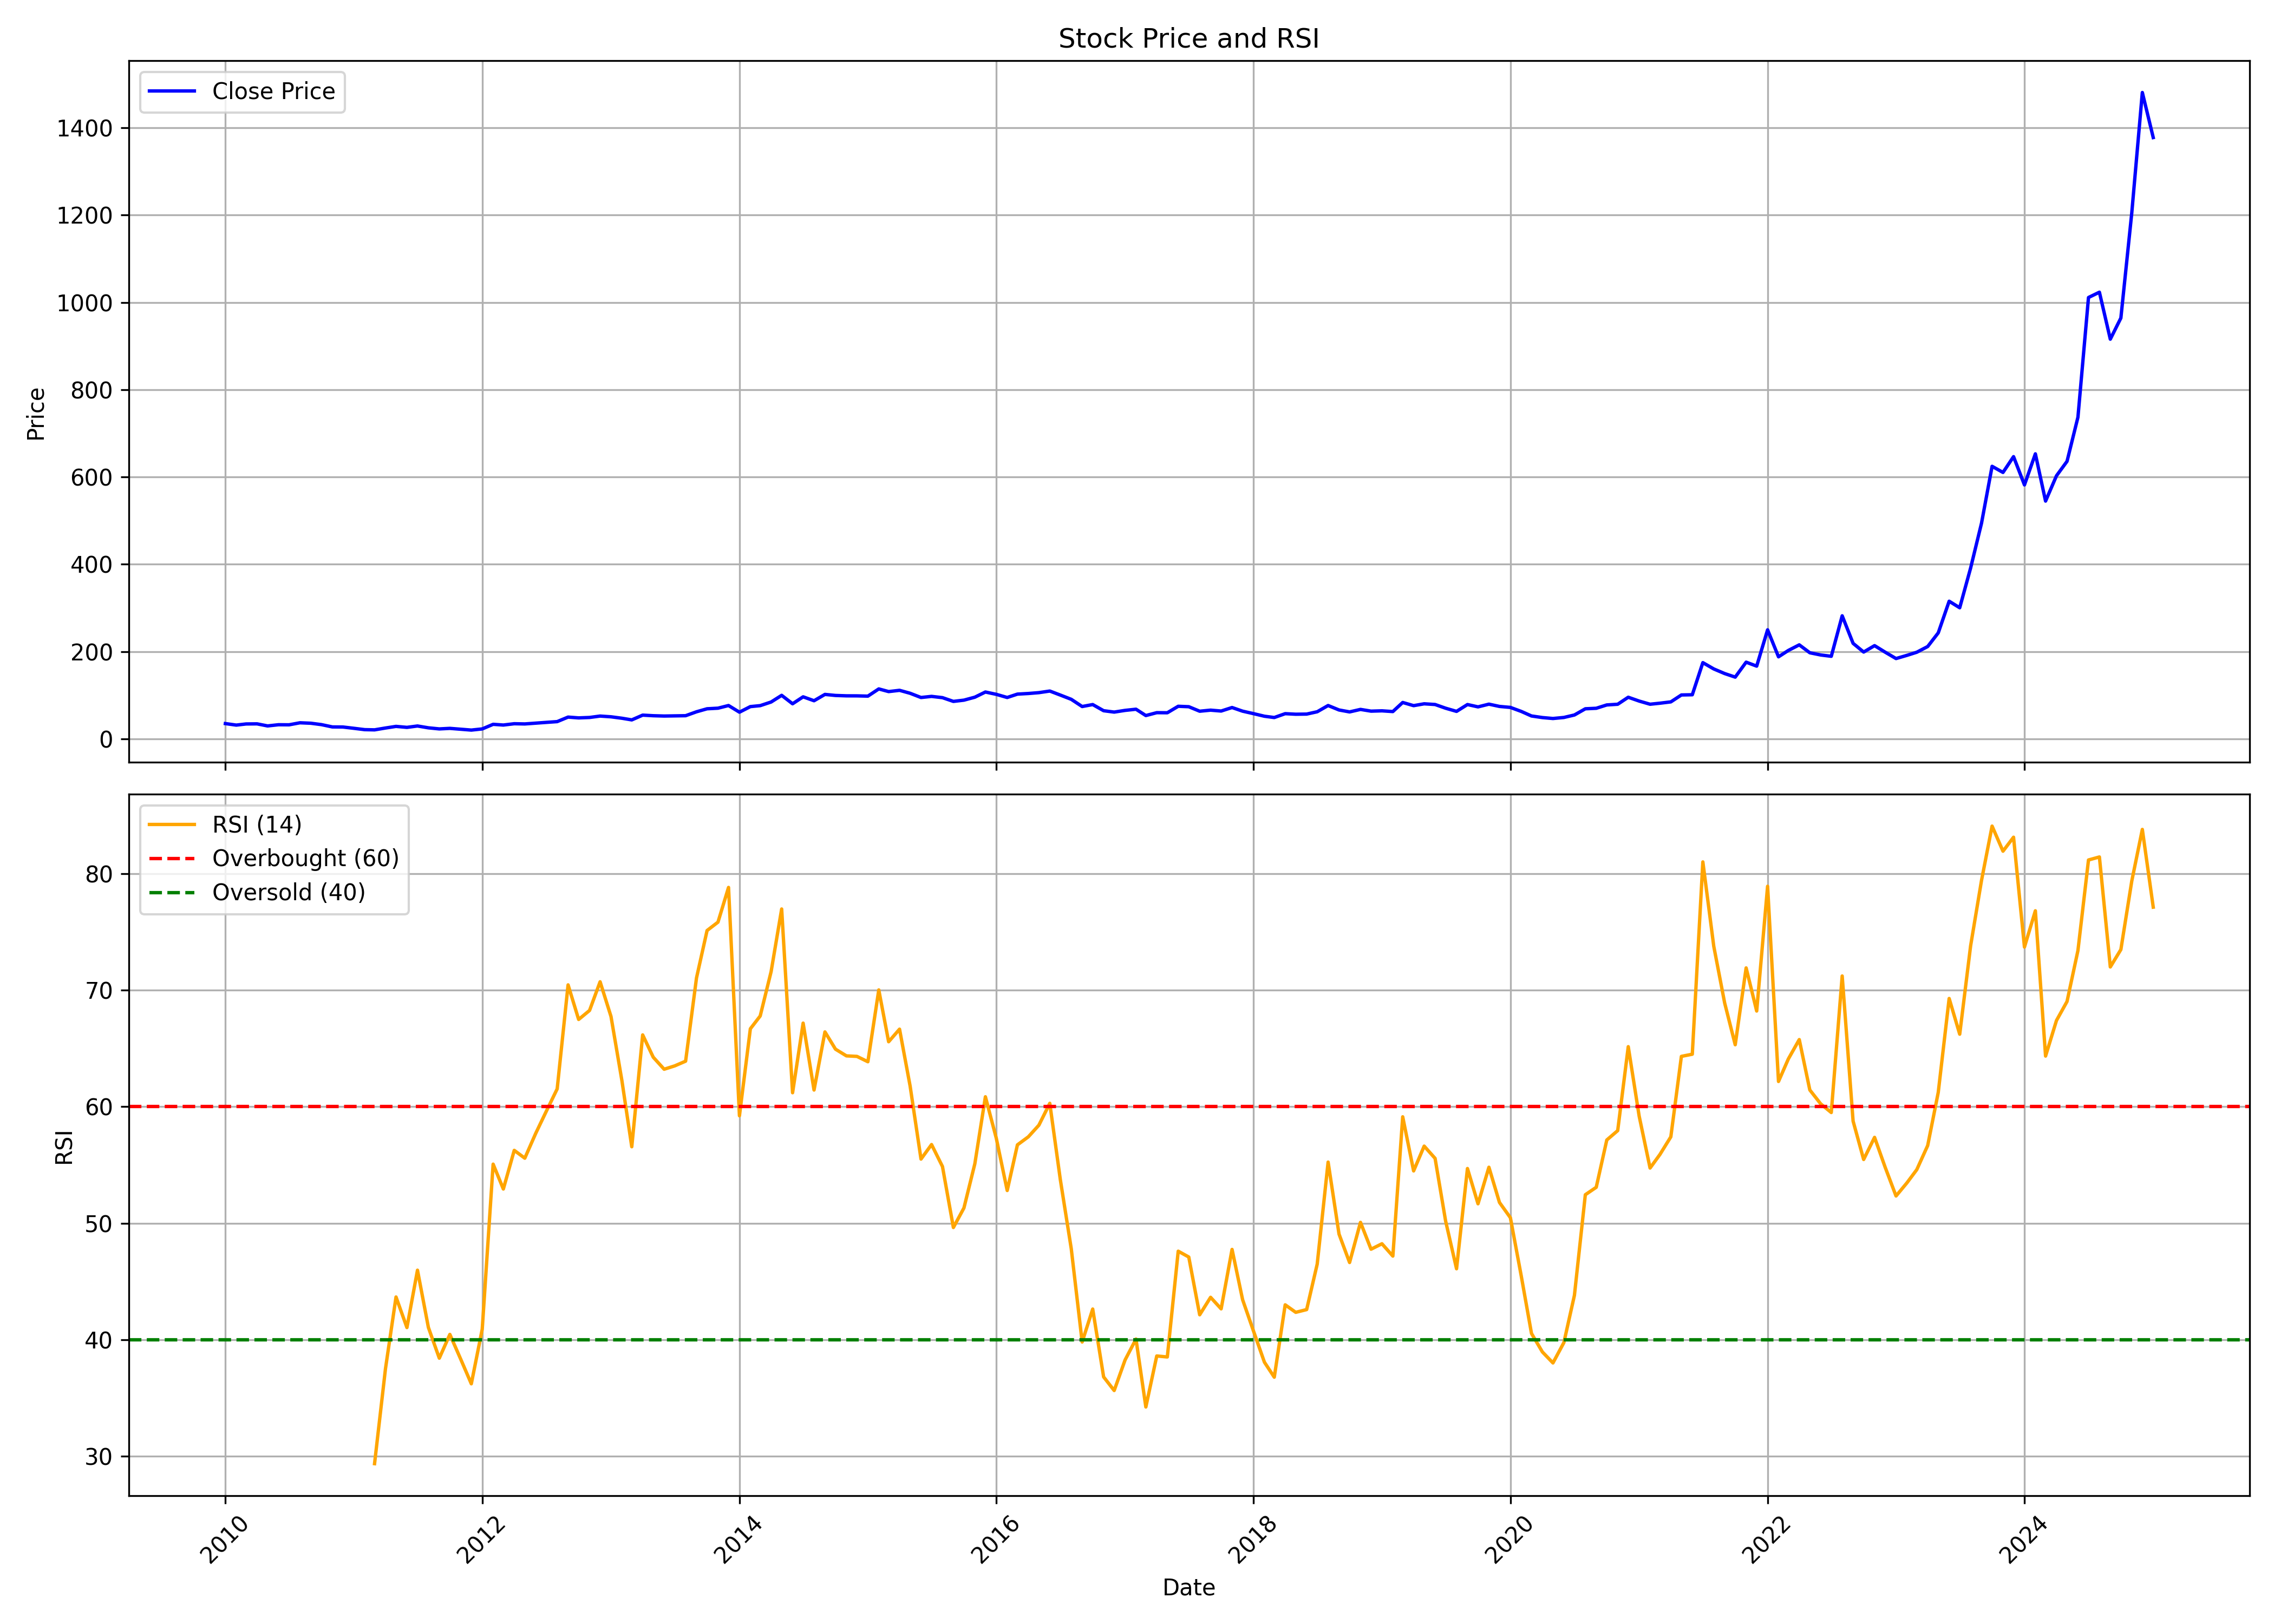 Stock Price and RSI
Close Price
1400
1200
1000
800
600
400
200
0
Price
RSI (14)
Overbought (60)
Oversold (40)
80
70
60
50
40
30
RSI
2010 2012 2014 2016 2018 2020 2022 2024
Date